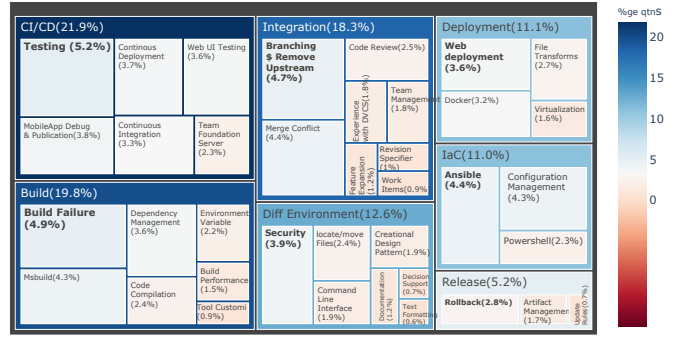 CI/CD(21.9%)
Testing (5.2%)
Continous
Deployment
(3.7%)
Web UI Testing
(3.6%)
MobileApp Debug
& Publication(3.8%)
Continuous
Integration
(3.3%)
Team
Foundation
Server
(2.3%)
Build(19.8%)
Build Failure
(4.9%)
Dependency
Management
(3.6%)
Environment
Variable
(2.2%)
Msbuild(4.3%)
Code
Compilation
(2.4%)
Build
Performance
(1.5%)
Tool Customi
(0.9%)
Integration(18.3%)
Branching
$ Remove
Upstream
(4.7%)
Code Review(2.5%)
Experience
with DVCS(1.8%)
Team
Management
(1.8%)
Merge Conflict
(4.4%)
Feature
Expansion
(1.2%)
Revision
Specifier
(1%)
Work
Items(0.9%
Diff Environment(12.6%)
Security
(3.9%)
locate/move
Files(2.4%)
Creational
Design
Pattern(1.9%)
Command
Line
Interface
(1.9%)
Documentation
(1.2%)
Decision
Support
(0.7%)
Text
Formatting
(0.6%)
Deployment(11.1%)
Web
deployment
(3.6%)
File
Transforms
(2.7%)
Docker(3.2%)
Virtualization
(1.6%)
IaC(11.0%)
Ansible
(4.4%)
Configuration
Management
(4.3%)
Powershell(2.3%)
Release(5.2%)
Rollback(2.8%)
Artifact
Managemen
(1.7%)
Update
Rules(0.7%)
%ge qtns
20
15
10
5
0